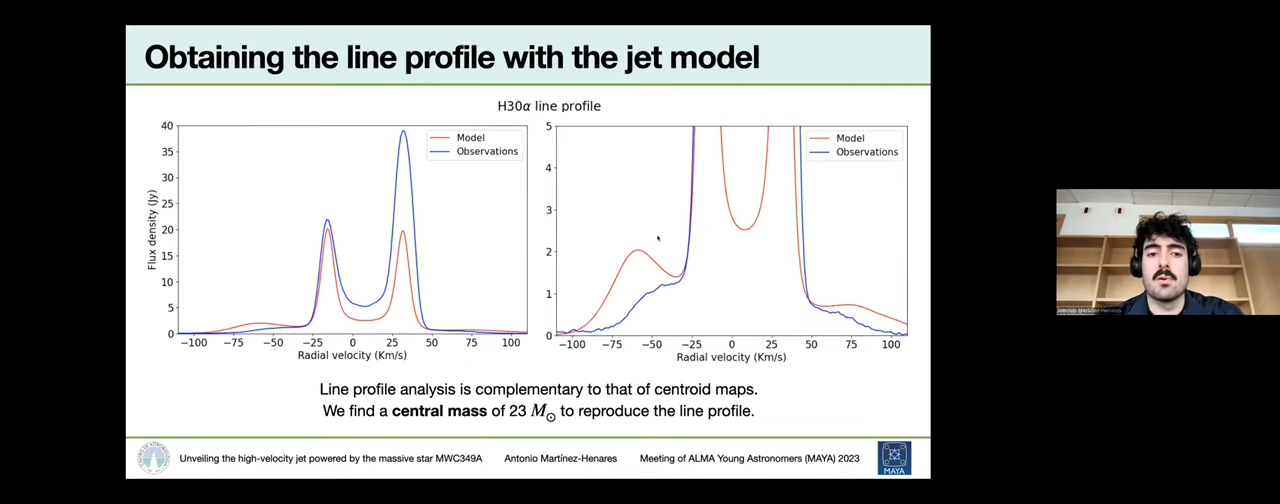 Obtaining the line profile with the jet model
H30α line profile
Flux density (Jy)
40
35
30
25
20
15
10
5
0
Model
Observations
−100 −75 −50 −25 0 25 50 75 100
Radial velocity (Km/s)
5
4
3
2
1
0
Model
Observations
−100 −75 −50 −25 0 25 50 75 100
Radial velocity (Km/s)
Line profile analysis is complementary to that of centroid maps.
We find a central mass of 23 M⊙ to reproduce the line profile.
Unveiling the high-velocity jet powered by the massive star MWC349A Antonio Martínez-Henares Meeting of ALMA Young Astronomers (MAYA) 2023
MAYA
Antonio Martínez-Henares